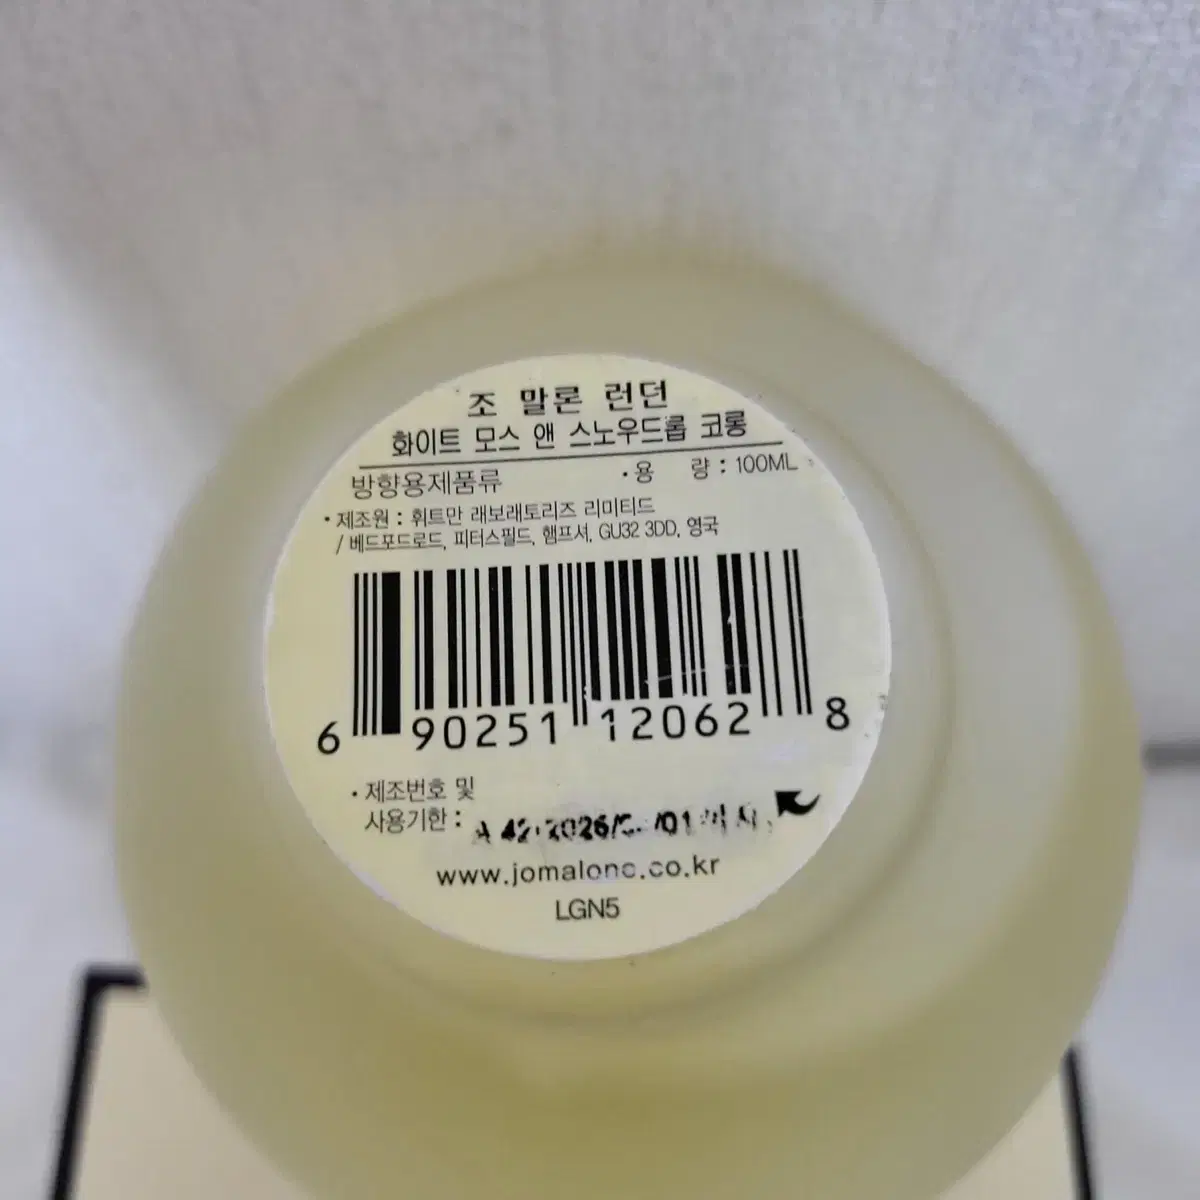 조 말론 런던
화이트 모스 앤 스노우드롭 코롱
방향용제품류 ·용 량 : 100ML
·제조원 : 휘트만 래보래토리즈 리미티드
/ 베드포드로드, 피터스필드, 햄프셔, GU32 3DD, 영국
6 90251 12062 8
·제조번호 및
사용기한 : A 42
www.jomalone.co.kr
LGN5